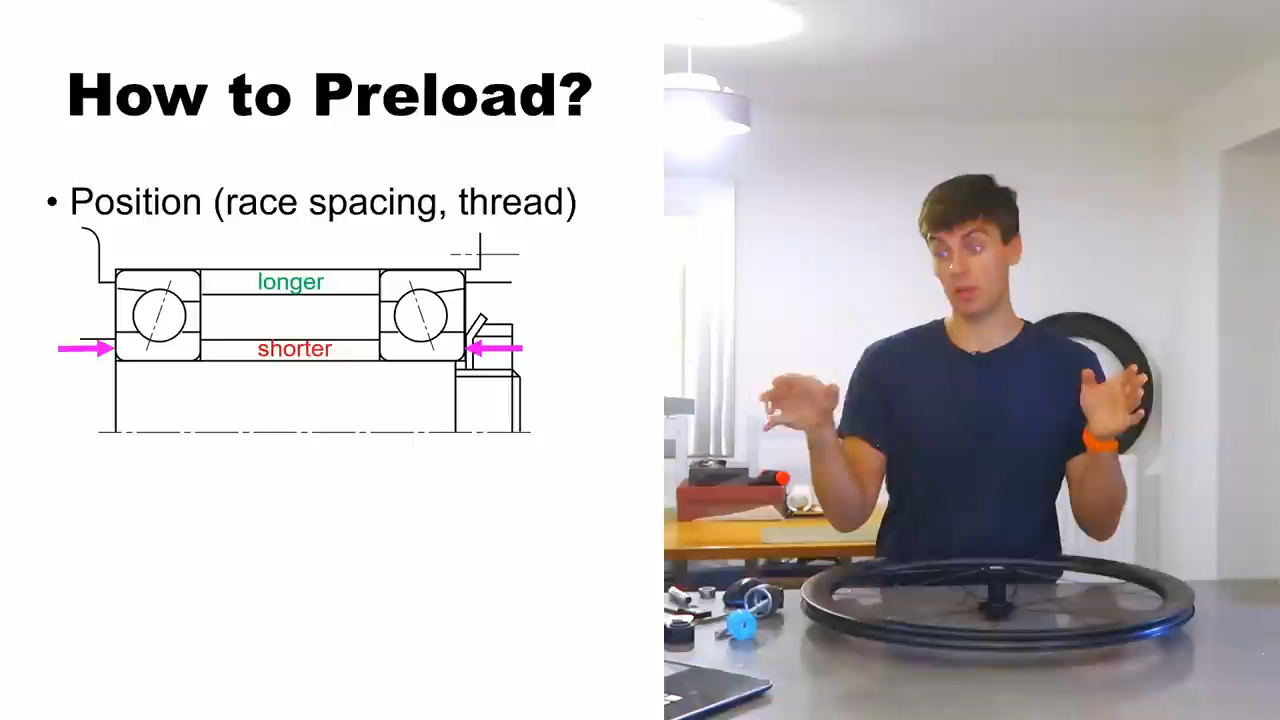 How to Preload?
• Position (race spacing, thread)
longer
shorter